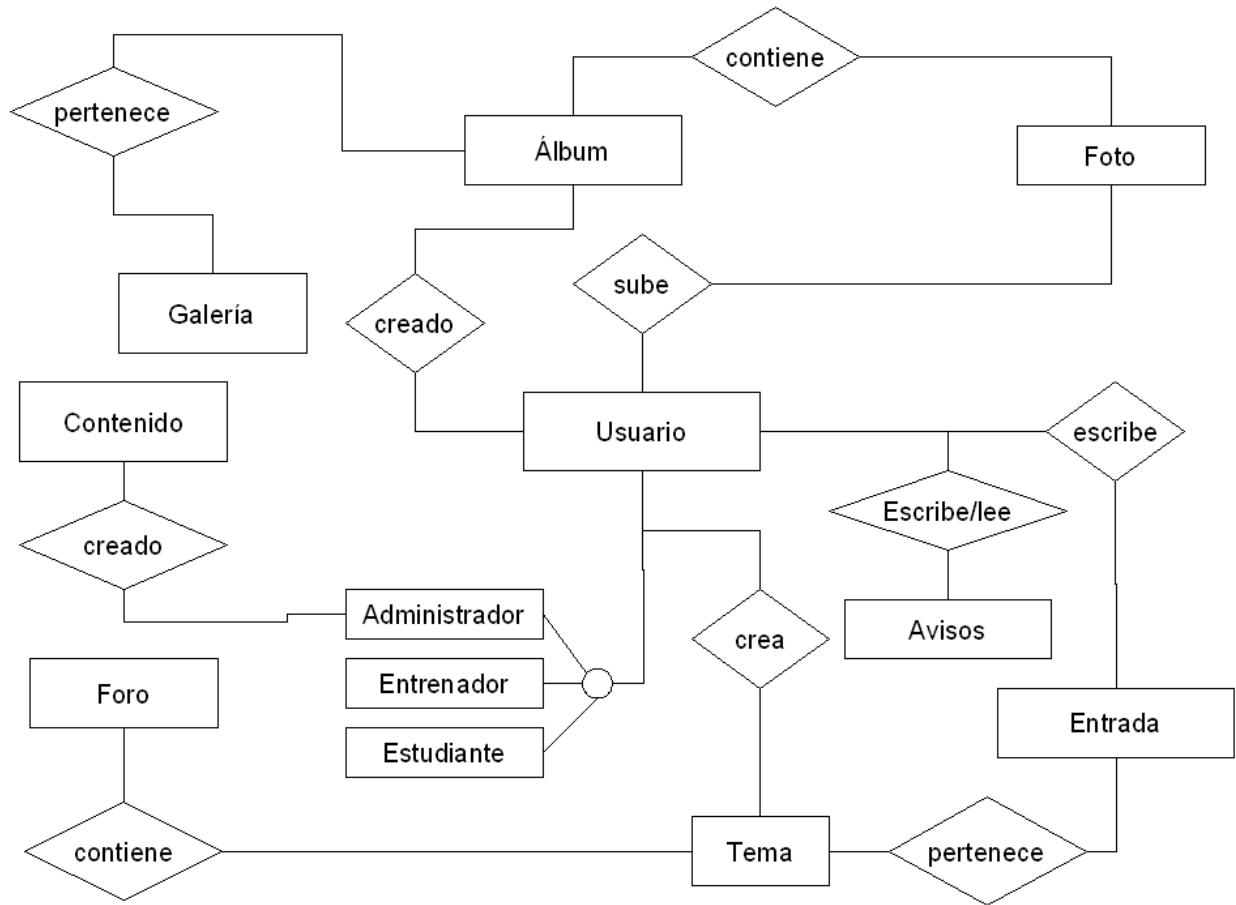 contiene
pertenece
Álbum
Foto
sube
Galería
creado
Contenido
Usuario
escribe
Escribe/lee
creado
Administrador
Avisos
crea
Entrenador
Foro
Entrada
Estudiante
contiene
Tema
pertenece